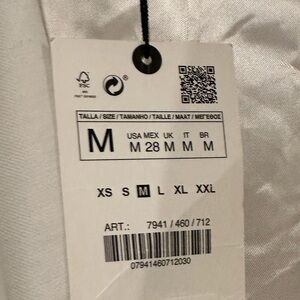 FSC
TALLA / SIZE / TAMANHO / TAILLE / MAAT / ΜΕΓΕΘΟΣ
M
USA MEX UK IT BR
M 28 M M M
XS S M L XL XXL
ART.: 7941 / 460 / 712
07941460712030